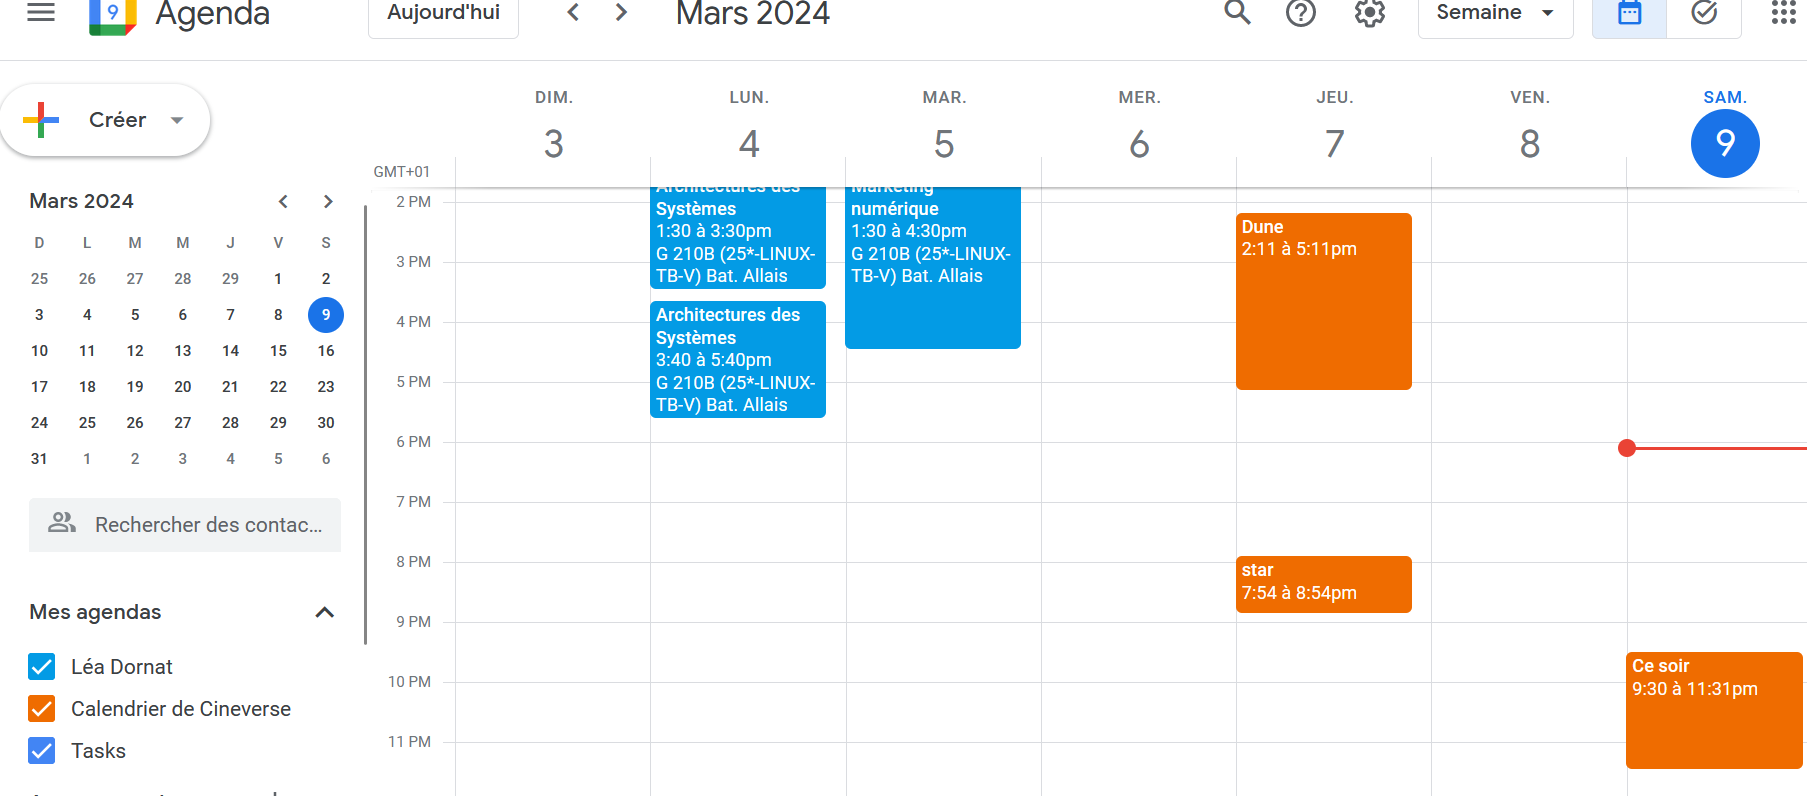 9 Agenda
Aujourd'hui
Mars 2024
Semaine
Créer
DIM. LUN. MAR. MER. JEU. VEN. SAM.
3 4 5 6 7 8 9
GMT+01
Mars 2024
D L M M J V S
25 26 27 28 29 1 2
3 4 5 6 7 8 9
10 11 12 13 14 15 16
17 18 19 20 21 22 23
24 25 26 27 28 29 30
31 1 2 3 4 5 6
Rechercher des contac...
Mes agendas
Léa Dornat
Calendrier de Cineverse
Tasks
2 PM
3 PM
4 PM
5 PM
6 PM
7 PM
8 PM
9 PM
10 PM
11 PM
Architectures des
Systèmes
1:30 à 3:30pm
G 210B (25*-LINUX-
TB-V) Bat. Allais
Architectures des
Systèmes
3:40 à 5:40pm
G 210B (25*-LINUX-
TB-V) Bat. Allais
Marketing
numérique
1:30 à 4:30pm
G 210B (25*-LINUX-
TB-V) Bat. Allais
Dune
2:11 à 5:11pm
star
7:54 à 8:54pm
Ce soir
9:30 à 11:31pm